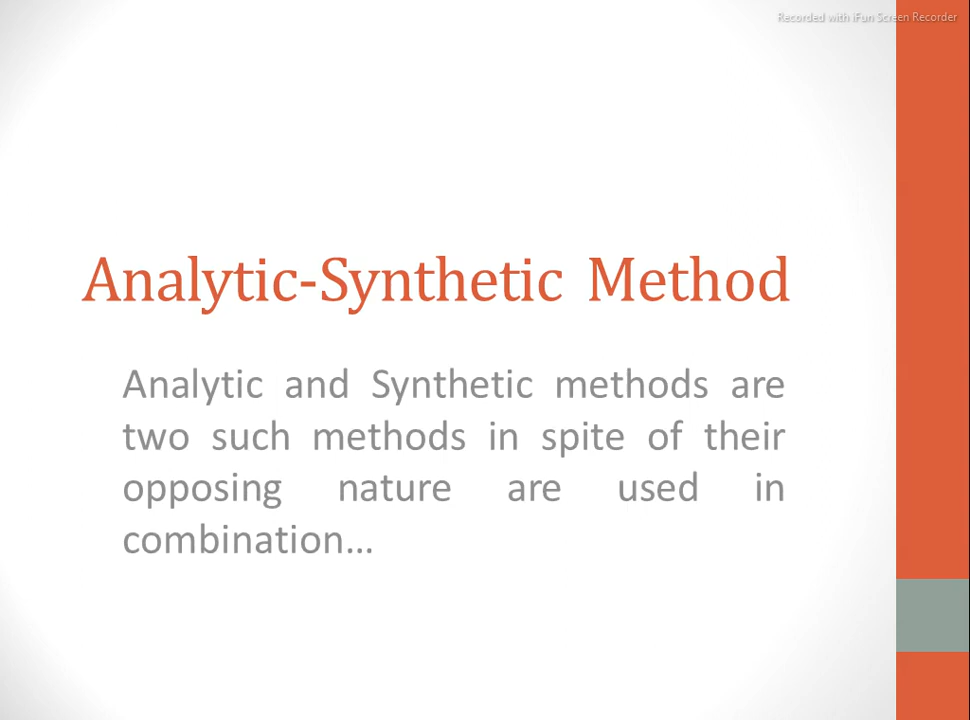 Recorded with iFun Screen Recorder
Analytic-Synthetic Method
Analytic and Synthetic methods are
two such methods in spite of their
opposing nature are used in
combination...